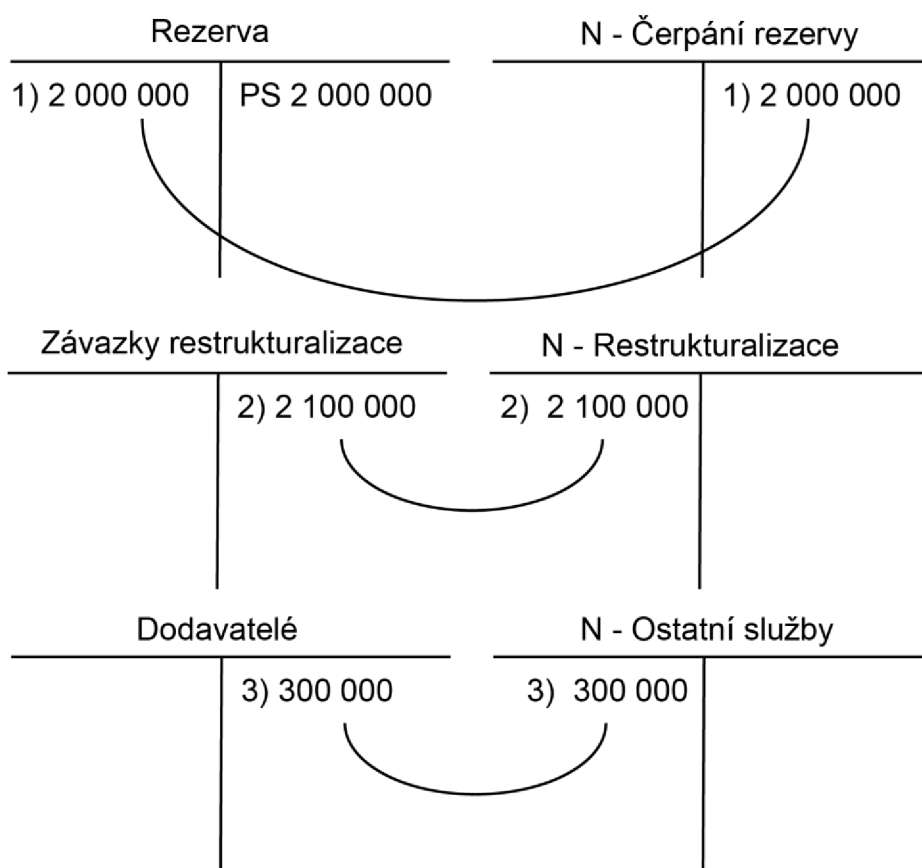 Rezerva
N - Čerpání rezervy
1) 2 000 000
PS 2 000 000
1) 2 000 000
Závazky restrukturalizace
N - Restrukturalizace
2) 2 100 000
2) 2 100 000
Dodavatelé
N - Ostatní služby
3) 300 000
3) 300 000